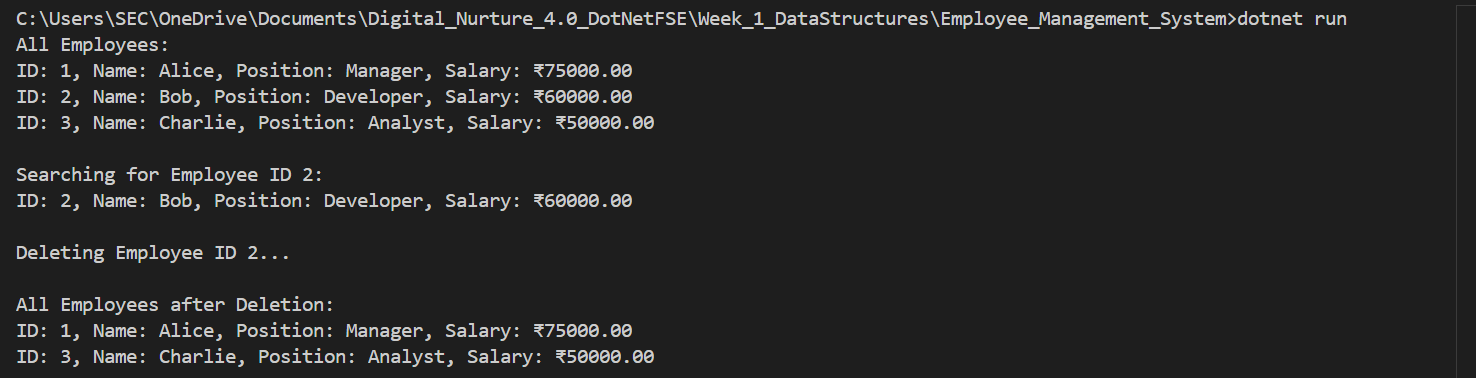 C:\Users\SEC\OneDrive\Documents\Digital_Nurture_4.0_DotNetFSE\Week_1_DataStructures\Employee_Management_System>dotnet run
All Employees:
ID: 1, Name: Alice, Position: Manager, Salary: ₹75000.00
ID: 2, Name: Bob, Position: Developer, Salary: ₹60000.00
ID: 3, Name: Charlie, Position: Analyst, Salary: ₹50000.00

Searching for Employee ID 2:
ID: 2, Name: Bob, Position: Developer, Salary: ₹60000.00

Deleting Employee ID 2...

All Employees after Deletion:
ID: 1, Name: Alice, Position: Manager, Salary: ₹75000.00
ID: 3, Name: Charlie, Position: Analyst, Salary: ₹50000.00